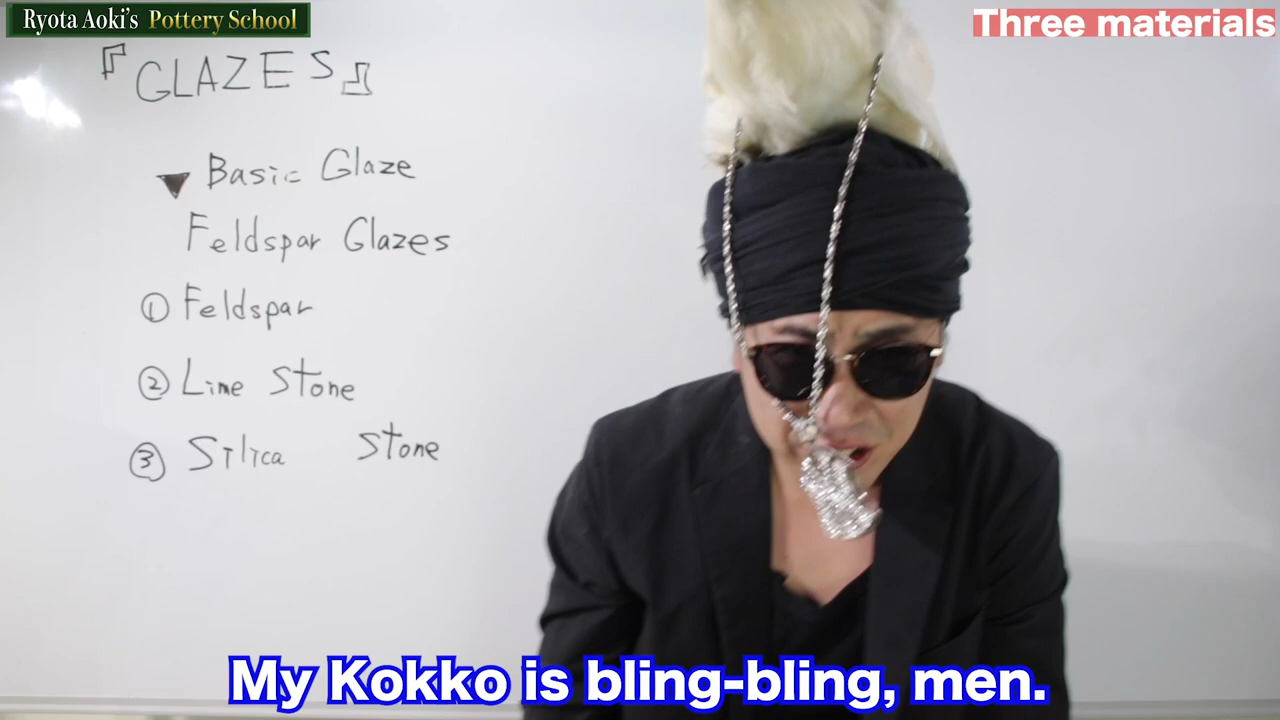 Ryota Aoki's Pottery School
Three materials
『GLAZES』
▼ Basic Glaze
Feldspar Glazes
① Feldspar
② Lime Stone
③ Silica Stone
My Kokko is bling-bling, men.